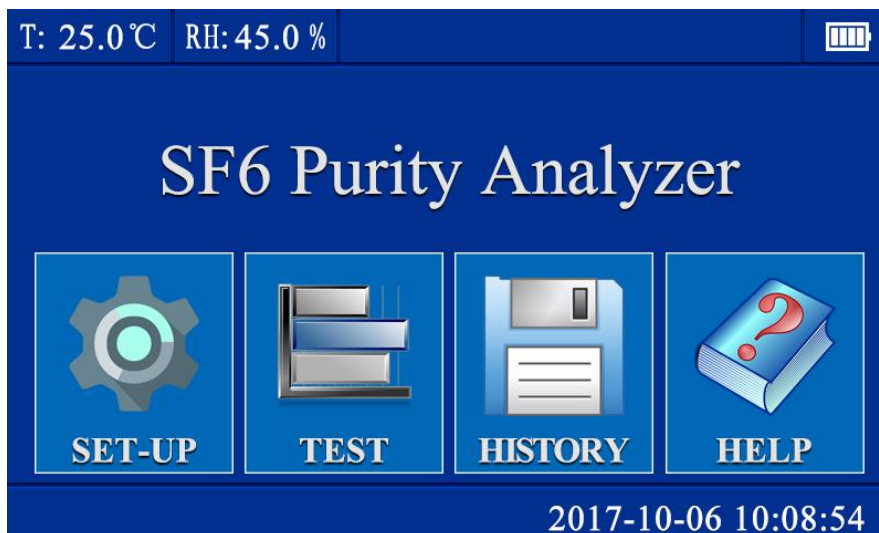 T: 25.0℃ RH: 45.0 %
SF6 Purity Analyzer
?
SET-UP TEST HISTORY HELP
2017-10-06 10:08:54